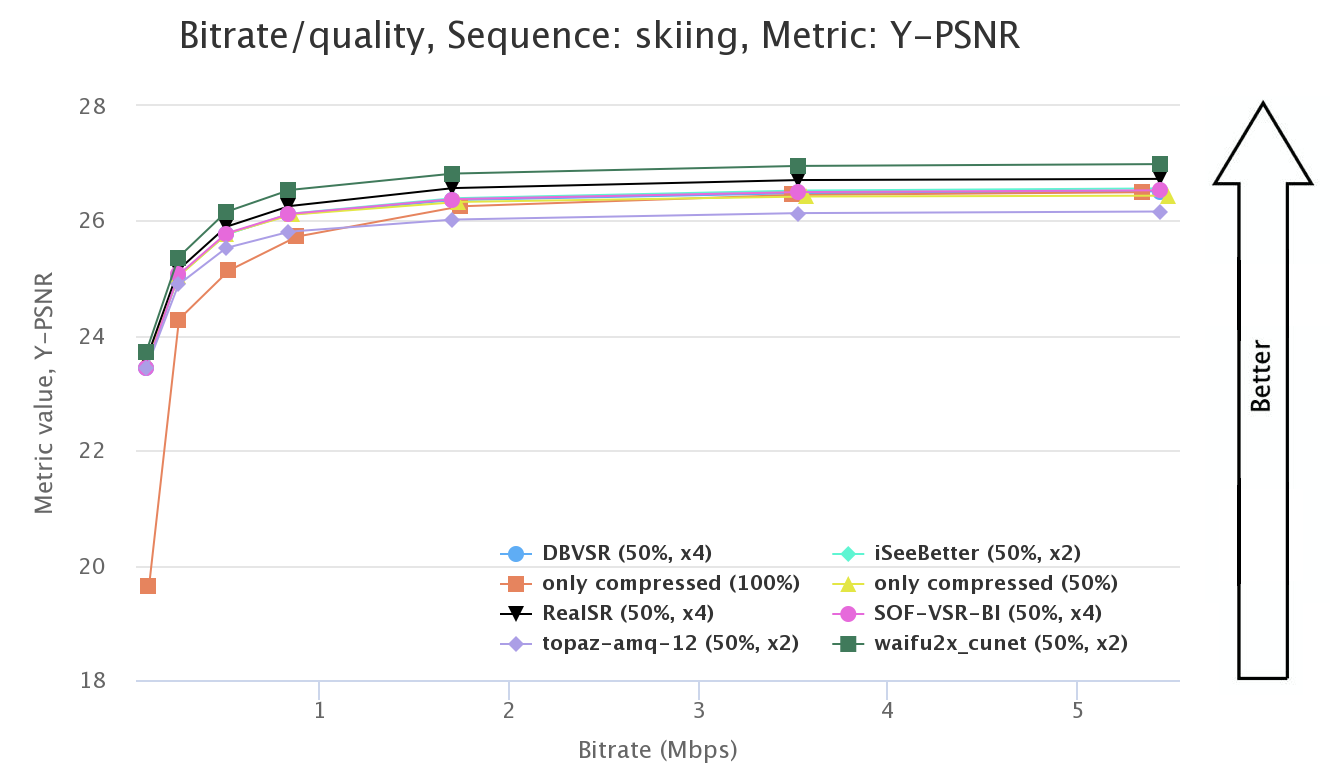 Bitrate/quality, Sequence: skiing, Metric: Y-PSNR
28
26
24
22
20
18
Metric value, Y-PSNR
DBVSR (50%, x4)
iSeeBetter (50%, x2)
only compressed (100%)
only compressed (50%)
RealSR (50%, x4)
SOF-VSR-BI (50%, x4)
topaz-amq-12 (50%, x2)
waifu2x_cunet (50%, x2)
1
2
3
4
5
Bitrate (Mbps)
Better